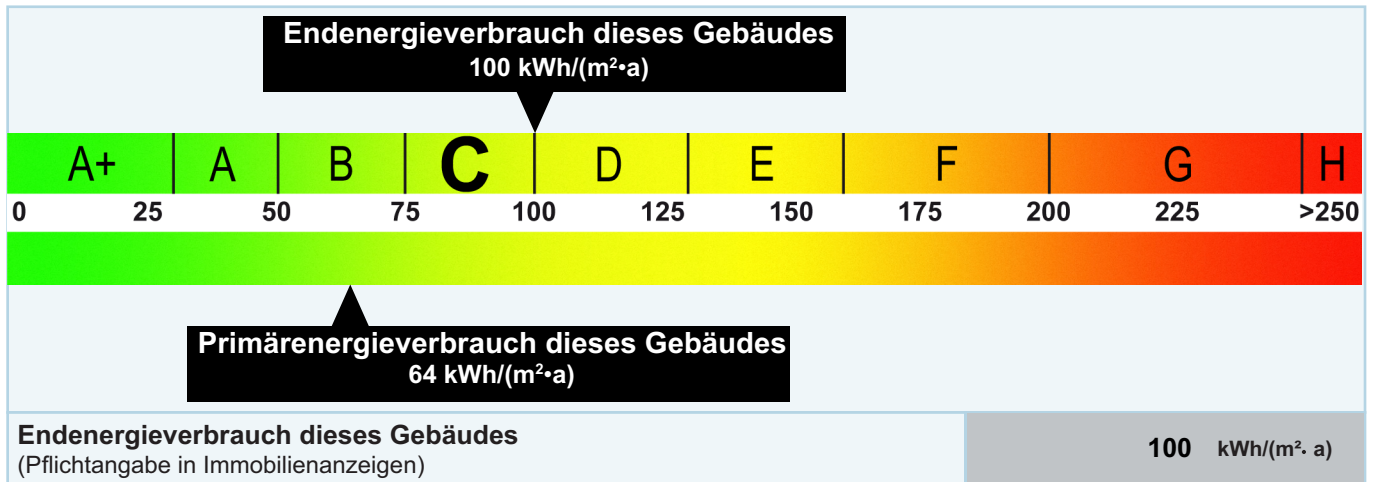 Endenergieverbrauch dieses Gebäudes
100 kWh/(m²•a)
A+ A B C D E F G H
0 25 50 75 100 125 150 175 200 225 >250
Primärenergieverbrauch dieses Gebäudes
64 kWh/(m²•a)
Endenergieverbrauch dieses Gebäudes
(Pflichtangabe in Immobilienanzeigen)
100 kWh/(m²· a)